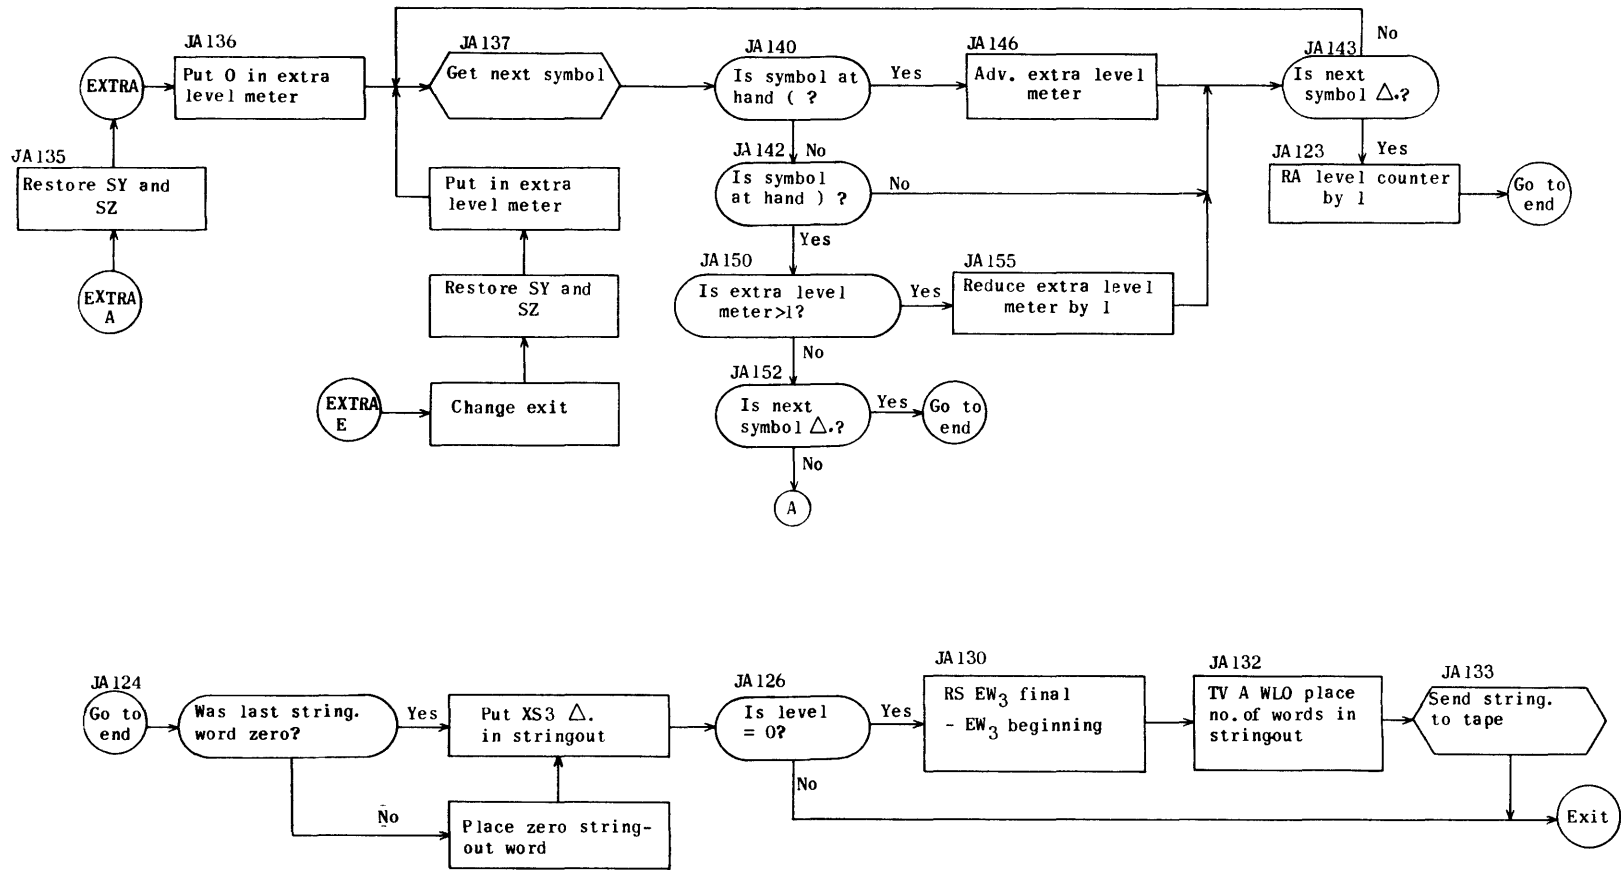 No
JA136
JA137
JA140
JA146
JA143
EXTRA
Put 0 in extra
level meter
Get next symbol
Is symbol at
hand ( ?
Yes
Adv. extra level
meter
Is next
symbol △.?
JA135
Restore SY and
SZ
Put in extra
level meter
JA142
No
Is symbol
at hand ) ?
No
JA123
Yes
RA level counter
by 1
Go to
end
Yes
EXTRA
A
Restore SY and
SZ
JA150
Is extra level
meter>1?
Yes
JA155
Reduce extra level
meter by 1
No
JA152
EXTRA
E
Change exit
Is next
symbol △.?
Yes
Go to
end
No
A
JA124
Go to
end
Was last string.
word zero?
Yes
Put XS3 △.
in stringout
JA126
Is level
= 0?
Yes
JA130
RS EW3 final
- EW3 beginning
JA132
TV A WLO place
no. of words in
stringout
JA133
Send string.
to tape
No
No
Place zero string-
out word
Exit